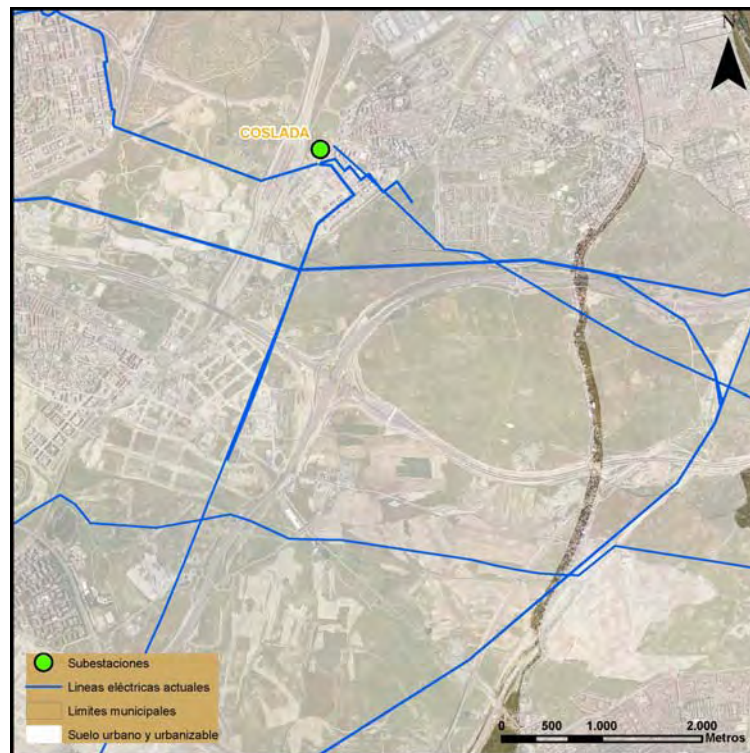 N
COSLADA
Subestaciones
Lineas eléctricas actuales
Limites municipales
Suelo urbano y urbanizable
0 500 1.000 2.000
Metros